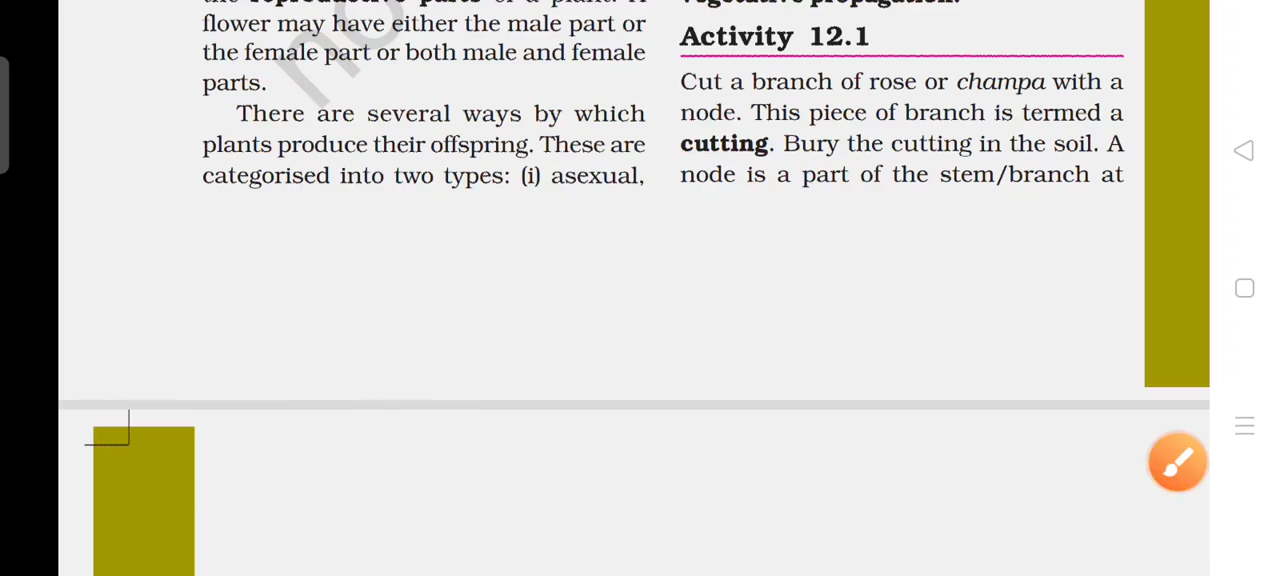 flower may have either the male part or
the female part or both male and female
parts.
There are several ways by which
plants produce their offspring. These are
categorised into two types: (i) asexual,
vegetative propagation.
Activity 12.1
Cut a branch of rose or champa with a
node. This piece of branch is termed a
cutting. Bury the cutting in the soil. A
node is a part of the stem/branch at
no